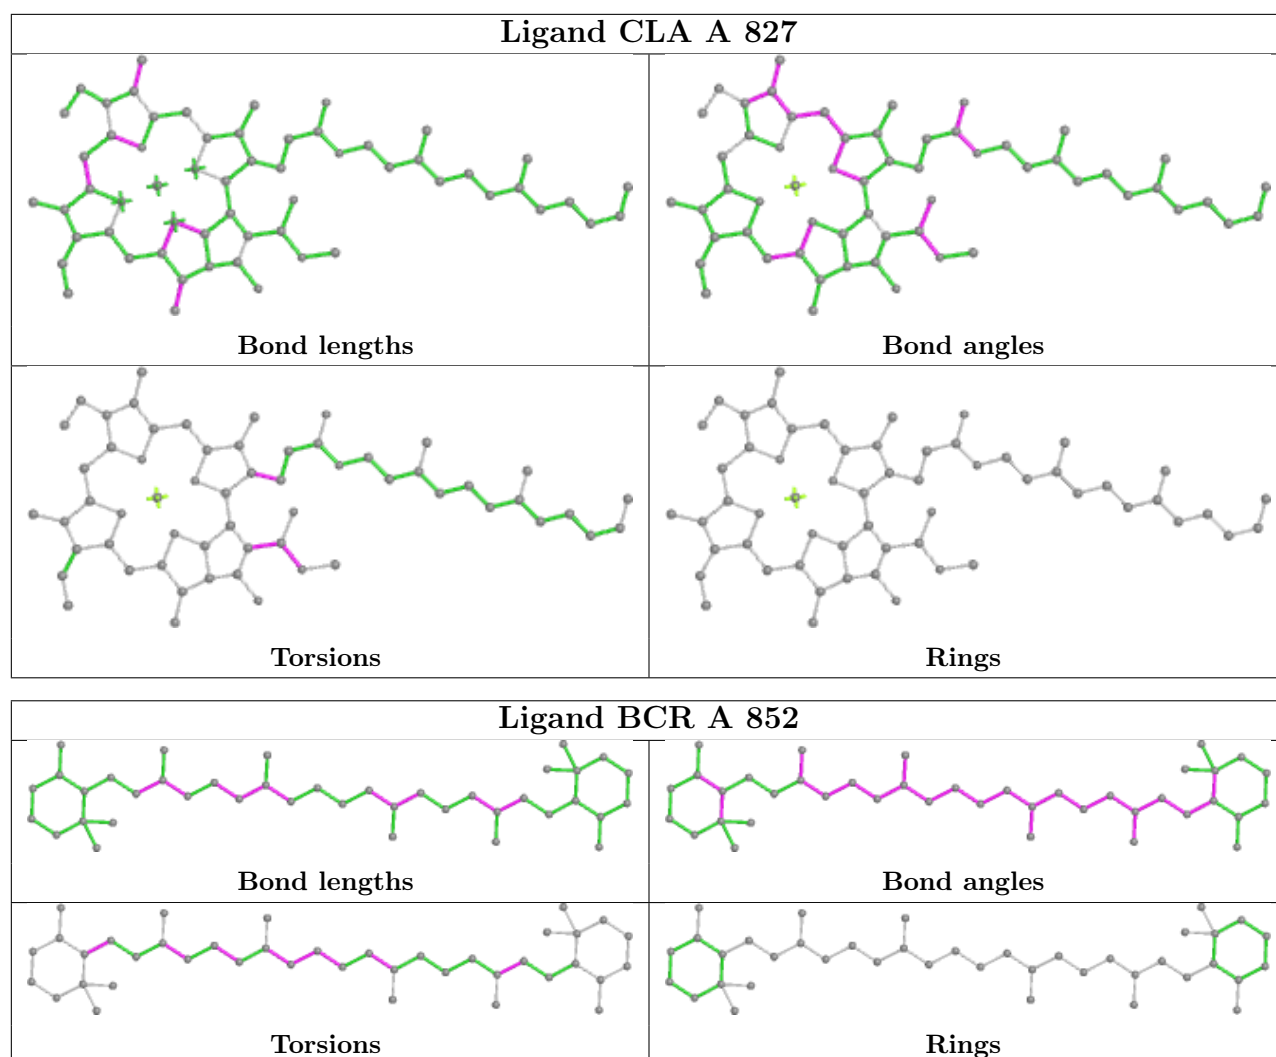 Ligand CLA A 827
Bond lengths
Bond angles
Torsions
Rings
Ligand BCR A 852
Bond lengths
Bond angles
Torsions
Rings